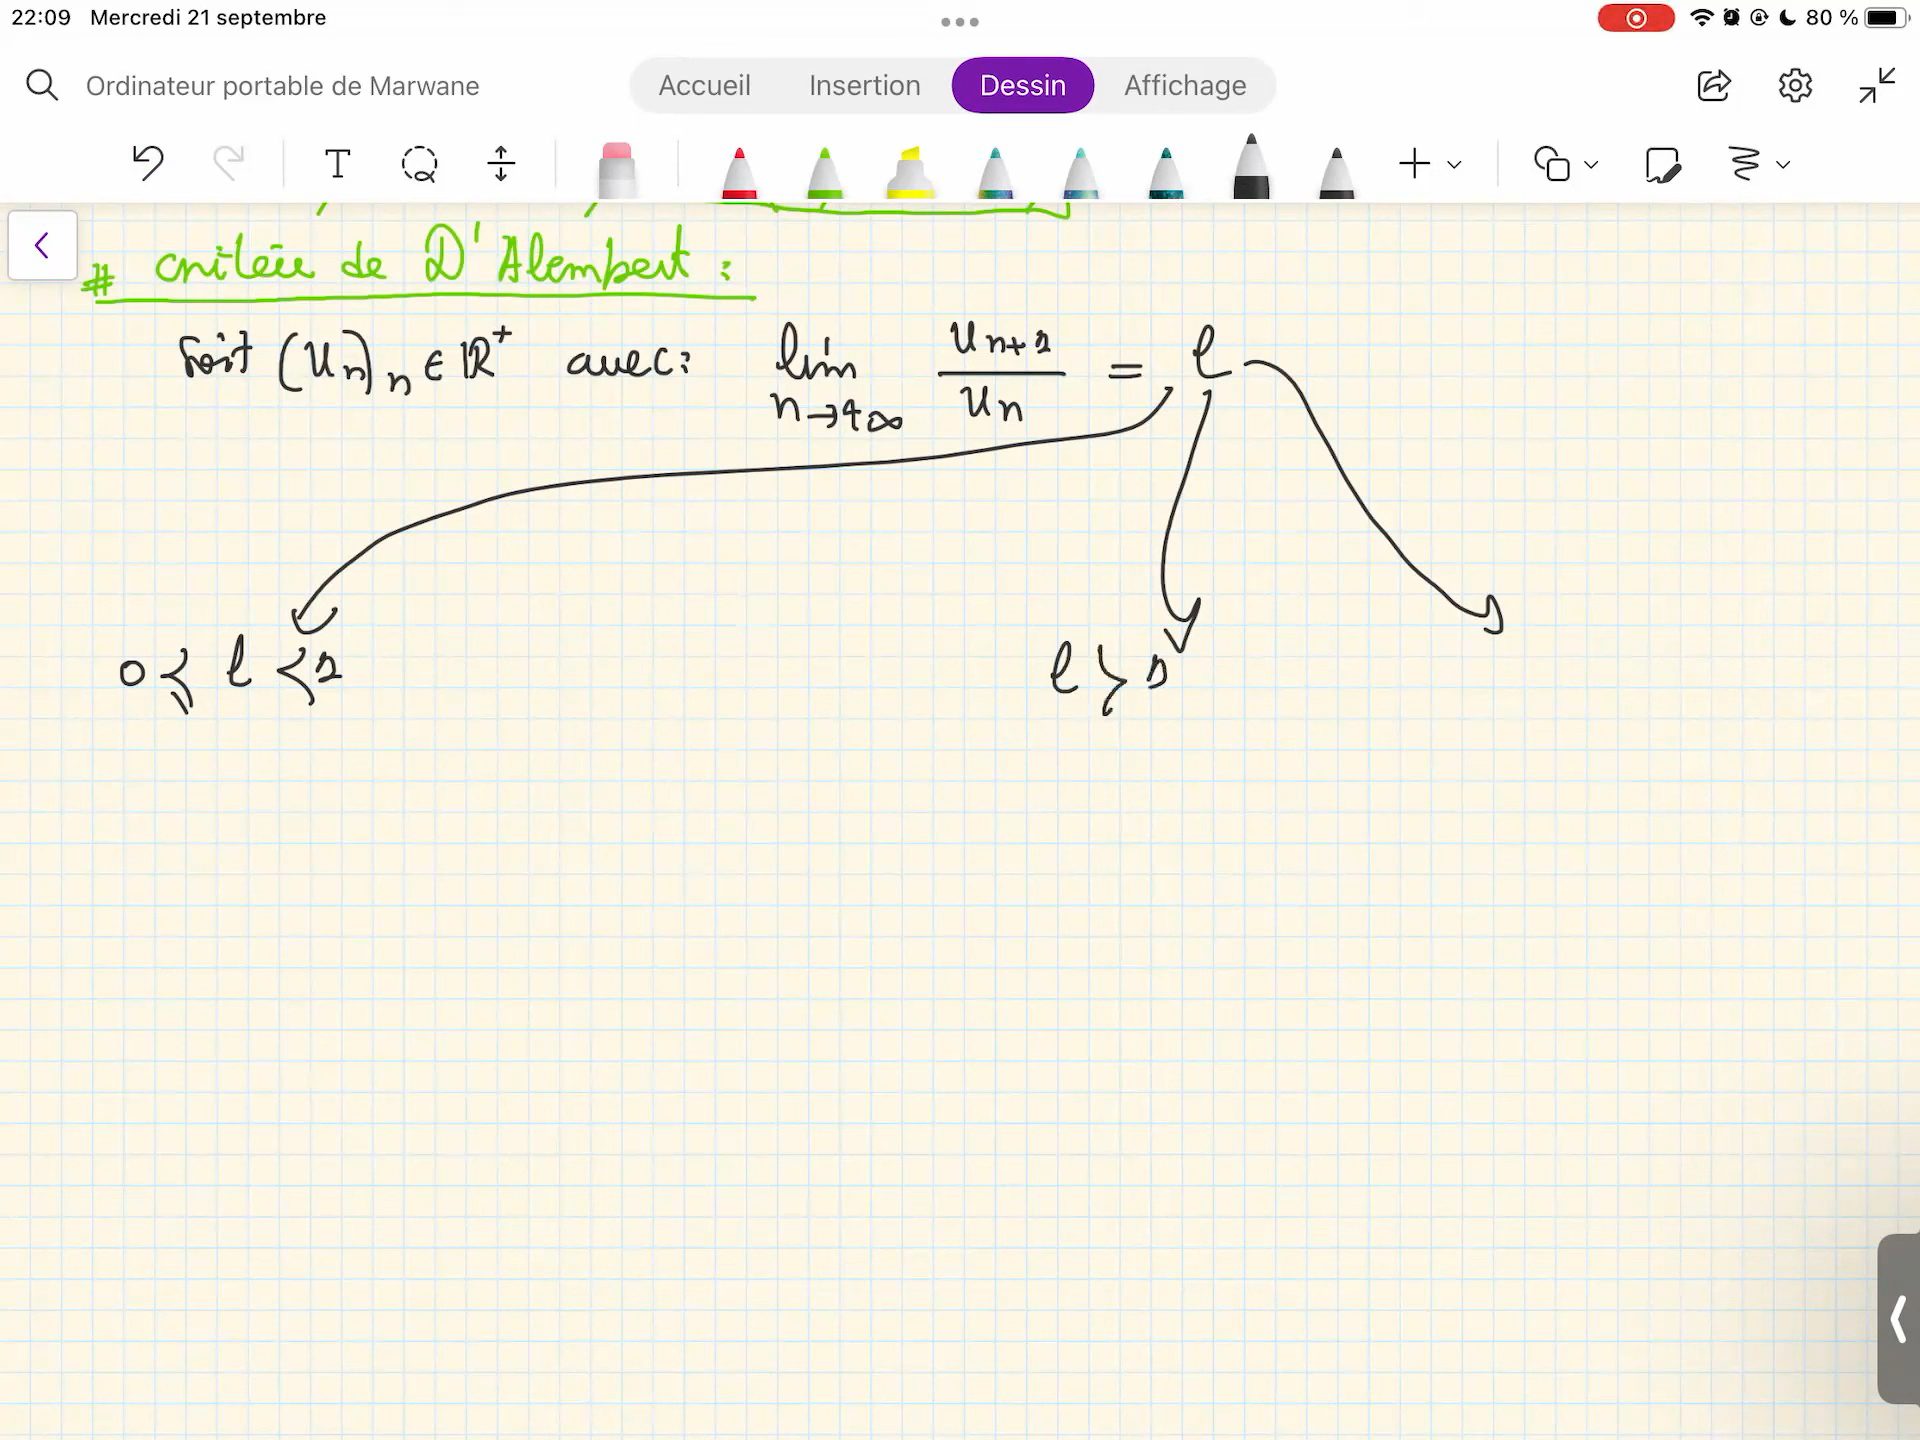 22:09 Mercredi 21 septembre 80 %
Ordinateur portable de Marwane Accueil Insertion Dessin Affichage
T
# critère de D'Alembert :
Soit (Un)n ∈ ℝ⁺ avec : lim n→+∞ Un+1 / Un = l
0 ⩽ l < 1 l > 1